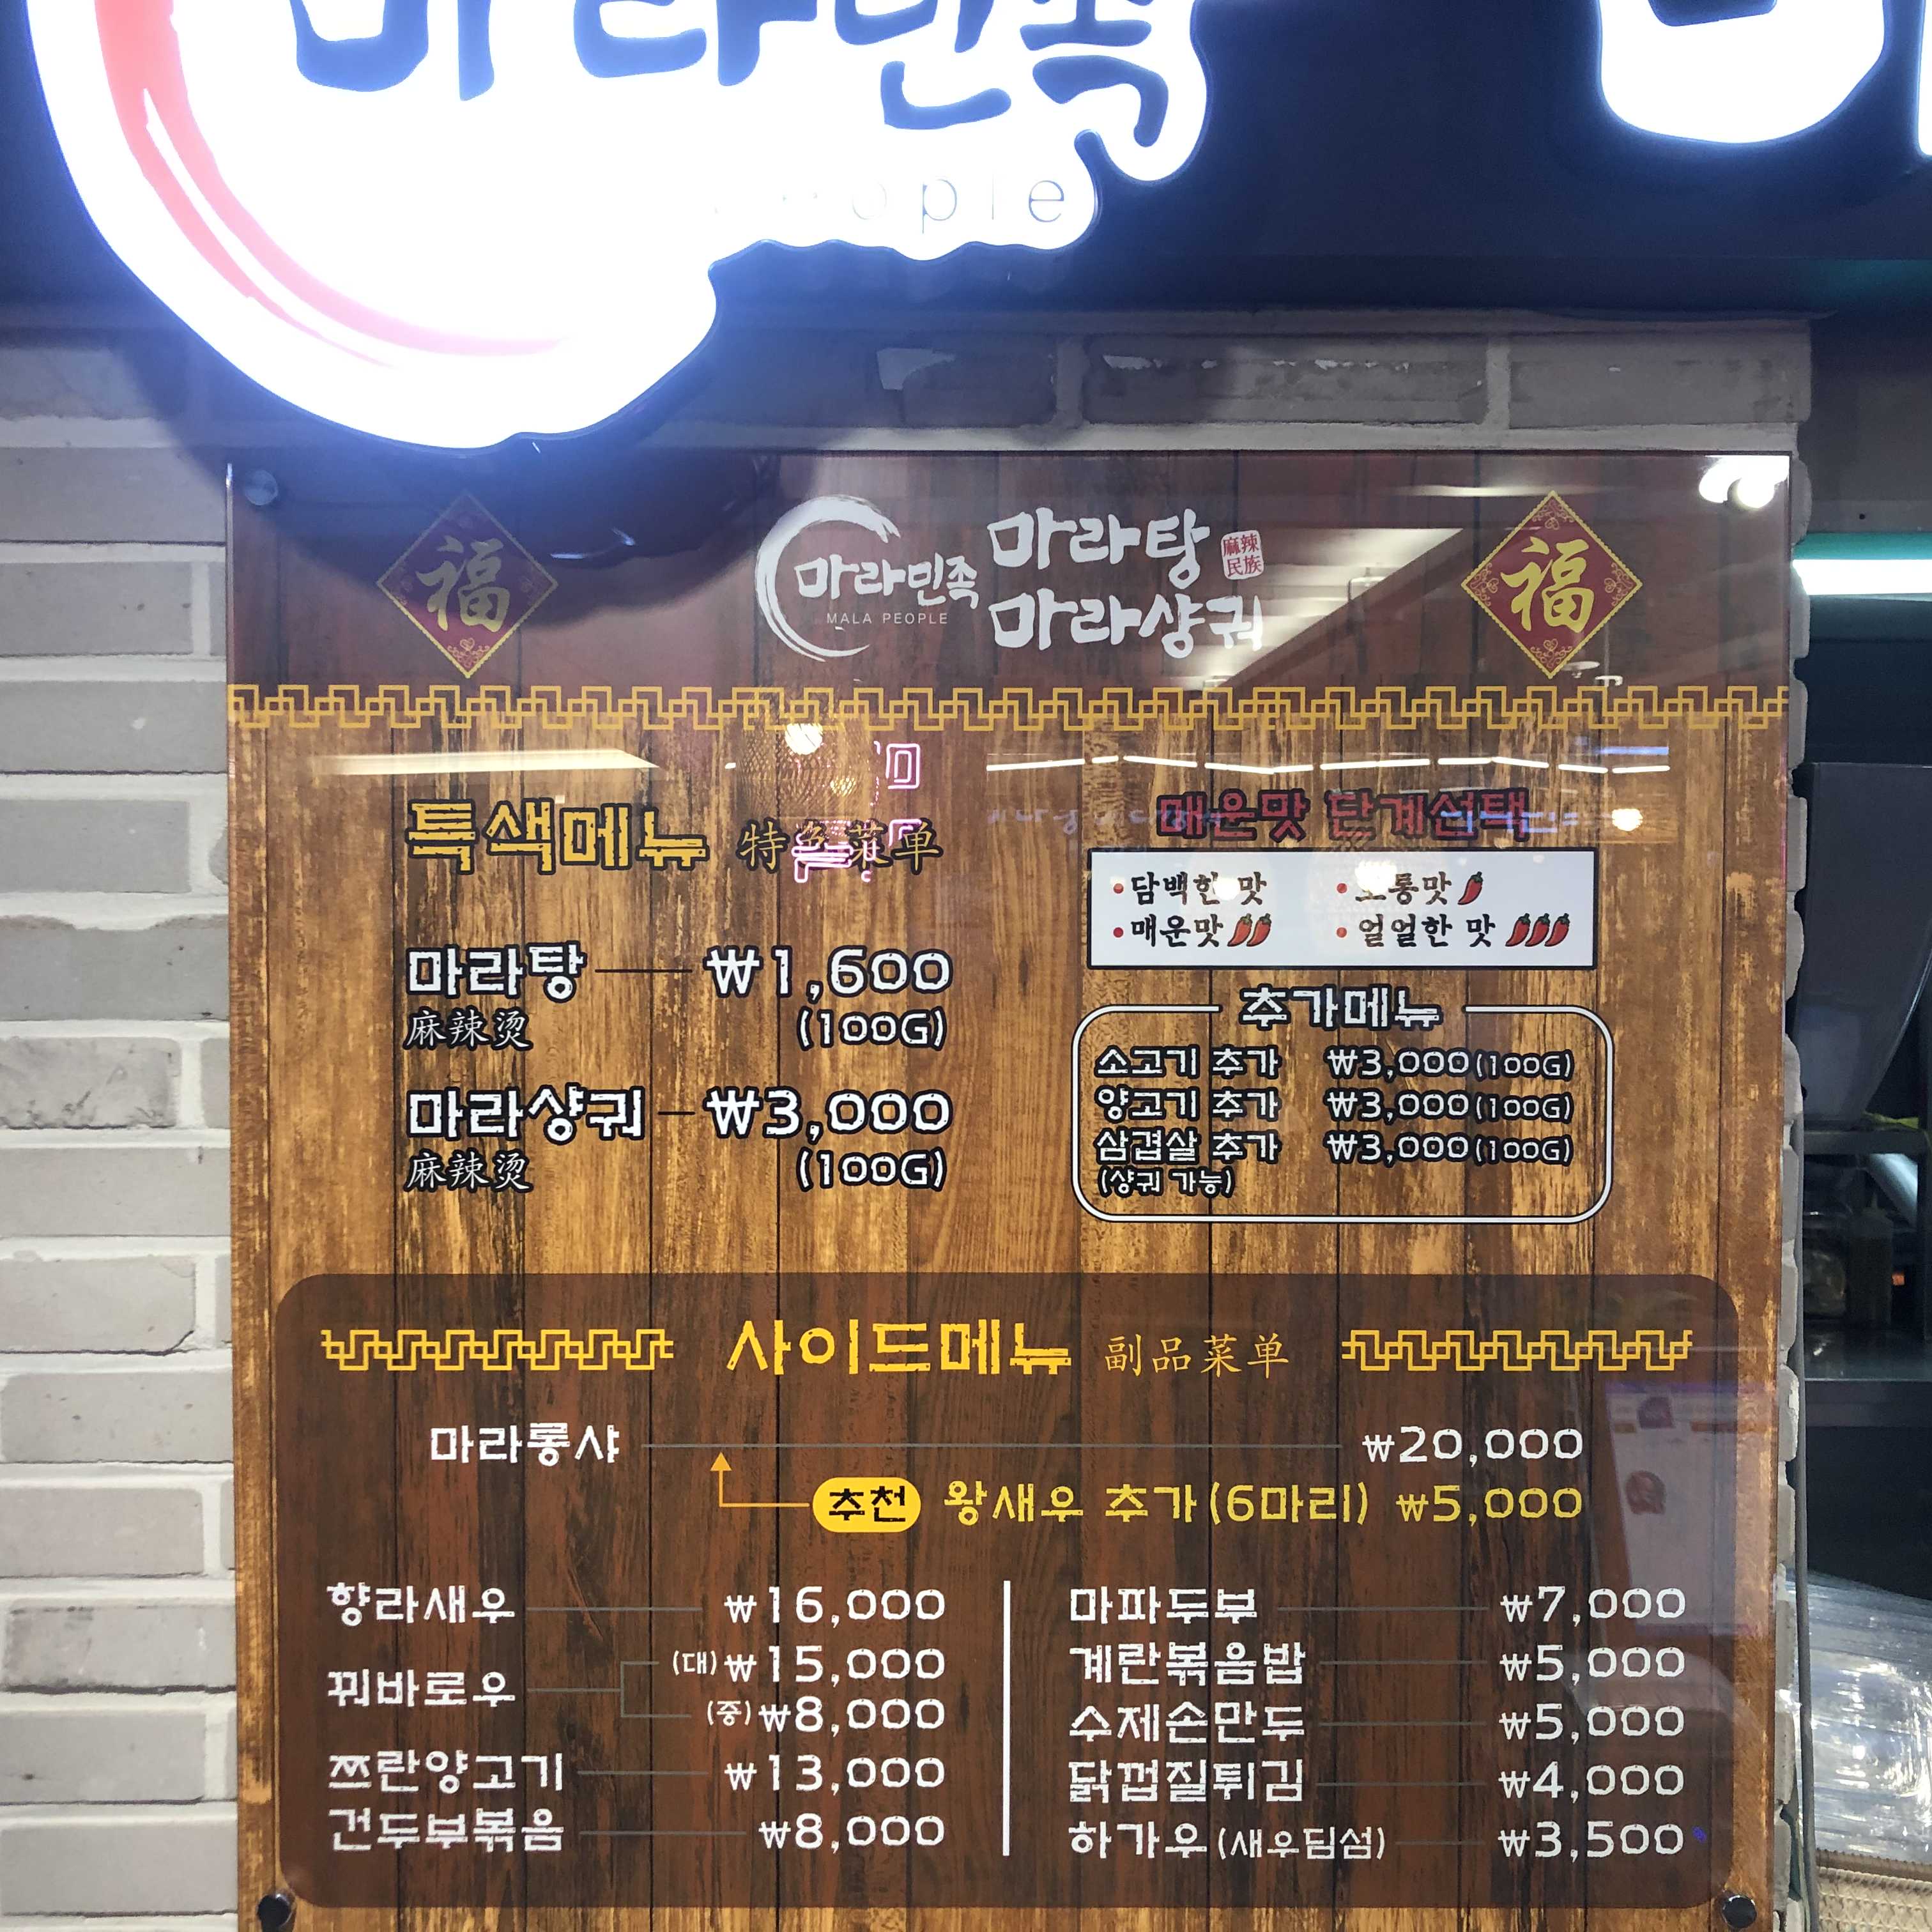 마라민족
people
福
마라민족
MALA PEOPLE
마라탕
마라샹궈
麻辣
民族
福
특색메뉴 特色菜单
마라탕 ₩1,600
麻辣烫 (100G)
마라샹궈 ₩3,000
麻辣烫 (100G)
매운맛 단계선택
•담백한 맛 •보통맛
•매운맛 •얼얼한 맛
추가메뉴
소고기 추가 ₩3,000(100G)
양고기 추가 ₩3,000(100G)
삼겹살 추가 ₩3,000(100G)
(샹궈 가능)
사이드메뉴 副品菜单
마라롱샤 ₩20,000
추천 왕새우 추가(6마리) ₩5,000
향라새우 ₩16,000
꿔바로우 (대)₩15,000
(중)₩8,000
쯔란양고기 ₩13,000
건두부볶음 ₩8,000
마파두부 ₩7,000
계란볶음밥 ₩5,000
수제손만두 ₩5,000
닭껍질튀김 ₩4,000
하가우(새우딤섬) ₩3,500